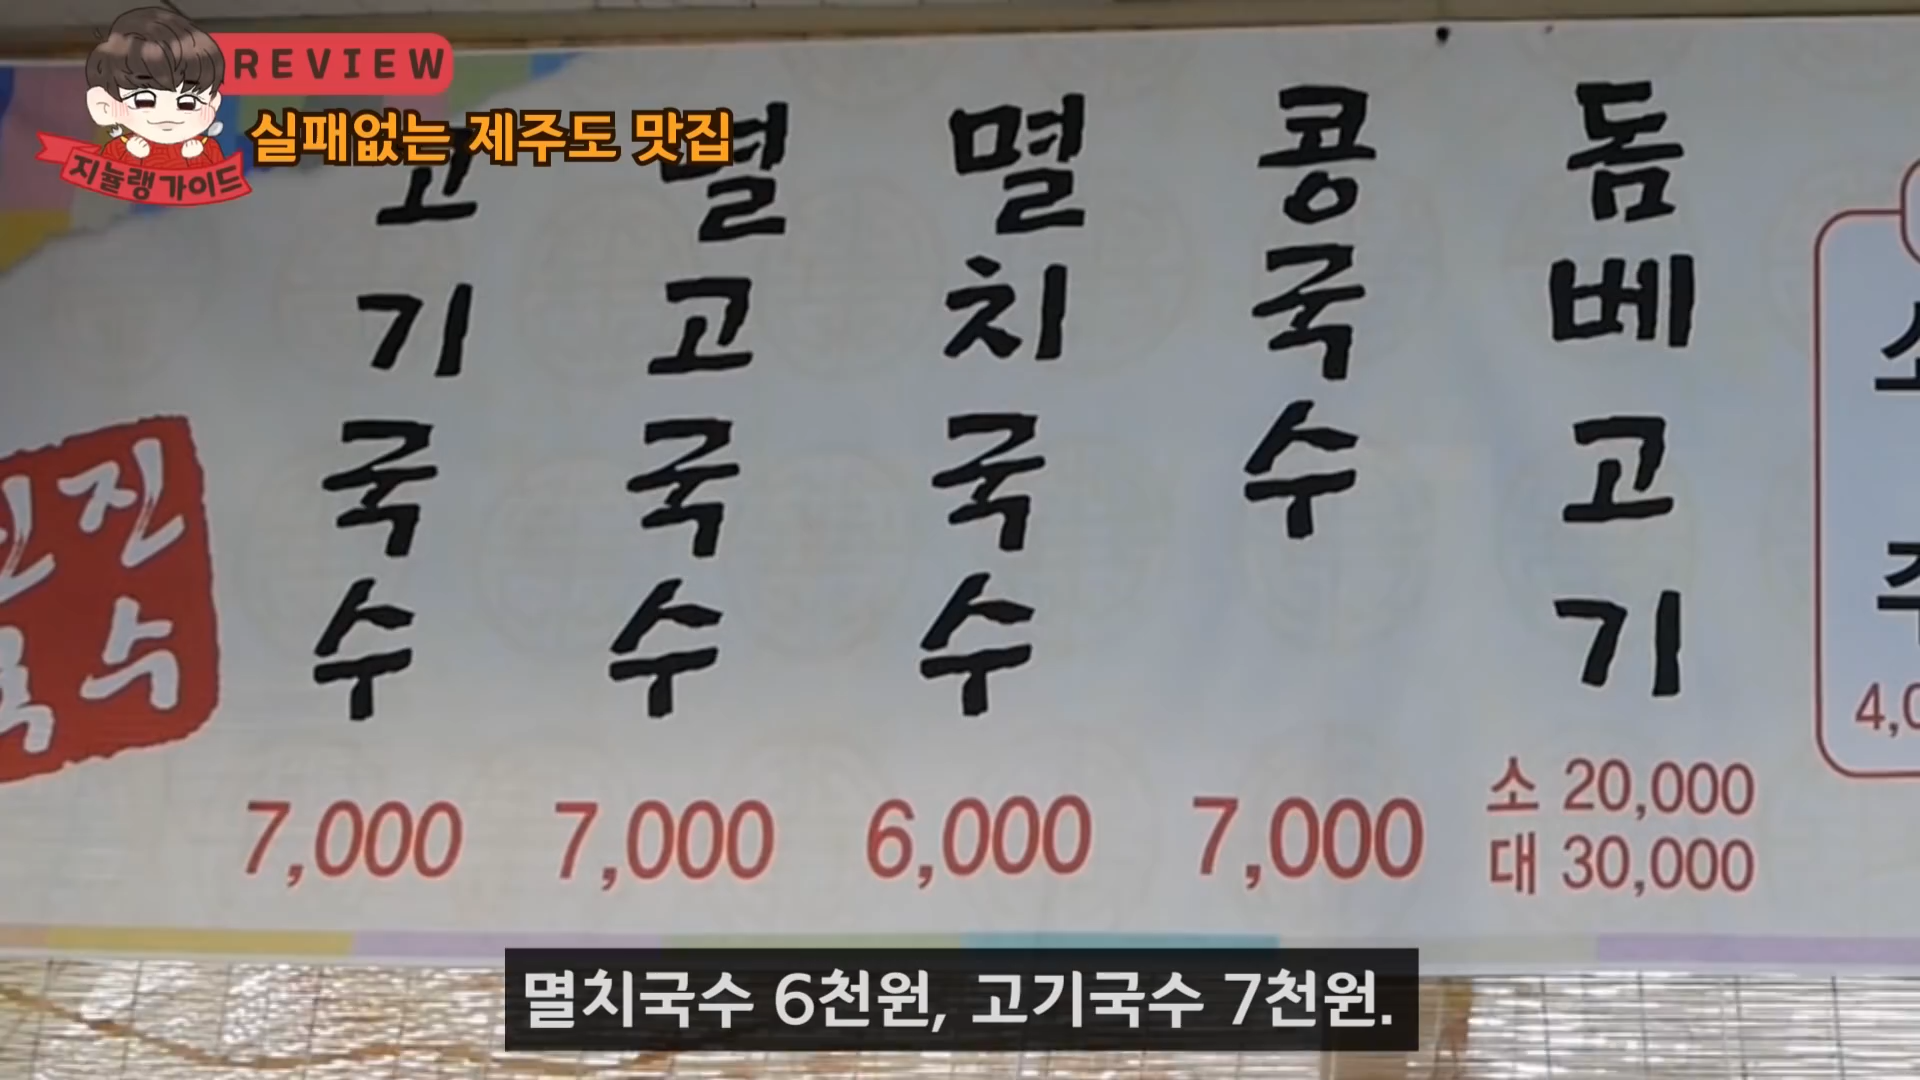 REVIEW
실패없는 제주도 맛집
지늘랭가이드
고기국수
멸고국수
멸치국수
콩국수
돔베고기
진
수
7,000
7,000
6,000
7,000
소 20,000
대 30,000
멸치국수 6천원, 고기국수 7천원.